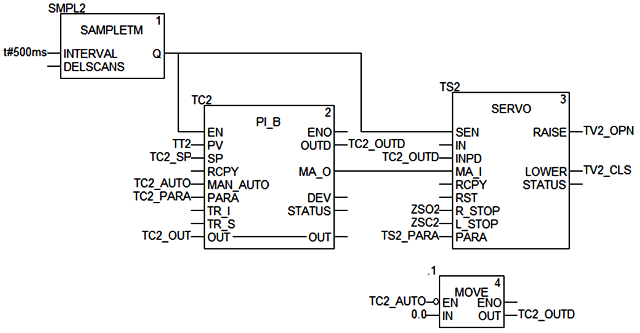 SMPL2
1
SAMPLETM
t#500ms INTERVAL Q
DELSCANS
TC2 2
PI_B
EN ENO
TT2 PV OUTD TC2_OUTD
TC2_SP SP
RCPY MA_O
TC2_AUTO MAN_AUTO
TC2_PARA PARA DEV
TR_I STATUS
TR_S
TC2_OUT OUT OUT
TS2 3
SERVO
SEN RAISE TV2_OPN
IN
TC2_OUTD INPD
MA_I LOWER TV2_CLS
RCPY STATUS
RST
ZSO2 R_STOP
ZSC2 L_STOP
TS2_PARA PARA
.1 4
MOVE
TC2_AUTO EN ENO
0.0 IN OUT TC2_OUTD